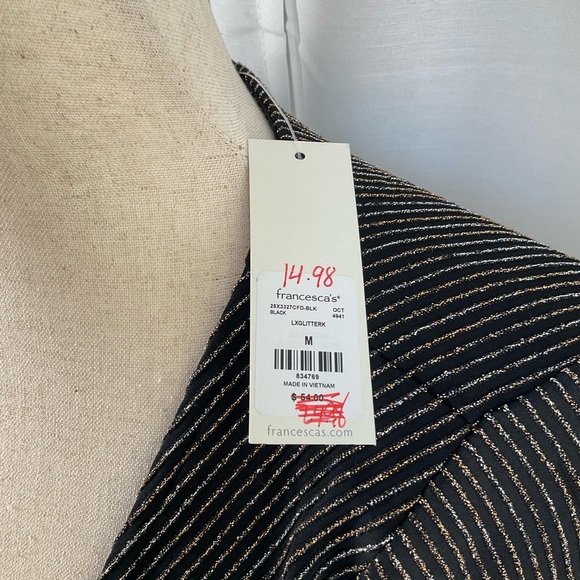 14.98
francesca's®
25X3327CFD-BLK OCT
BLACK 4941
LXGLITTERK
M
834769
MADE IN VIETNAM
$ 54.00
francescas.com